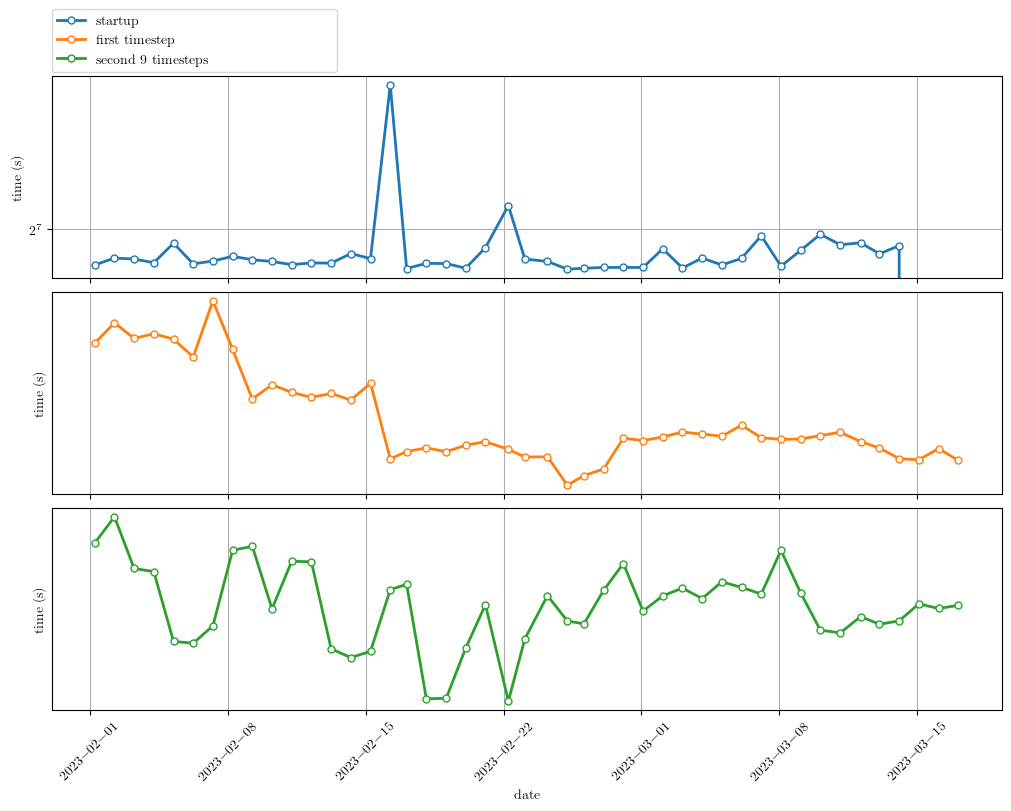 startup
first timestep
second 9 timesteps
time (s)
2⁷
time (s)
time (s)
2023−02−01
2023−02−08
2023−02−15
2023−02−22
2023−03−01
2023−03−08
2023−03−15
date